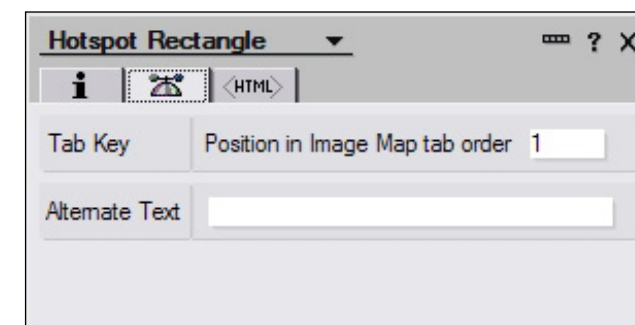 Hotspot Rectangle ? X
i <HTML>
Tab Key Position in Image Map tab order 1
Alternate Text